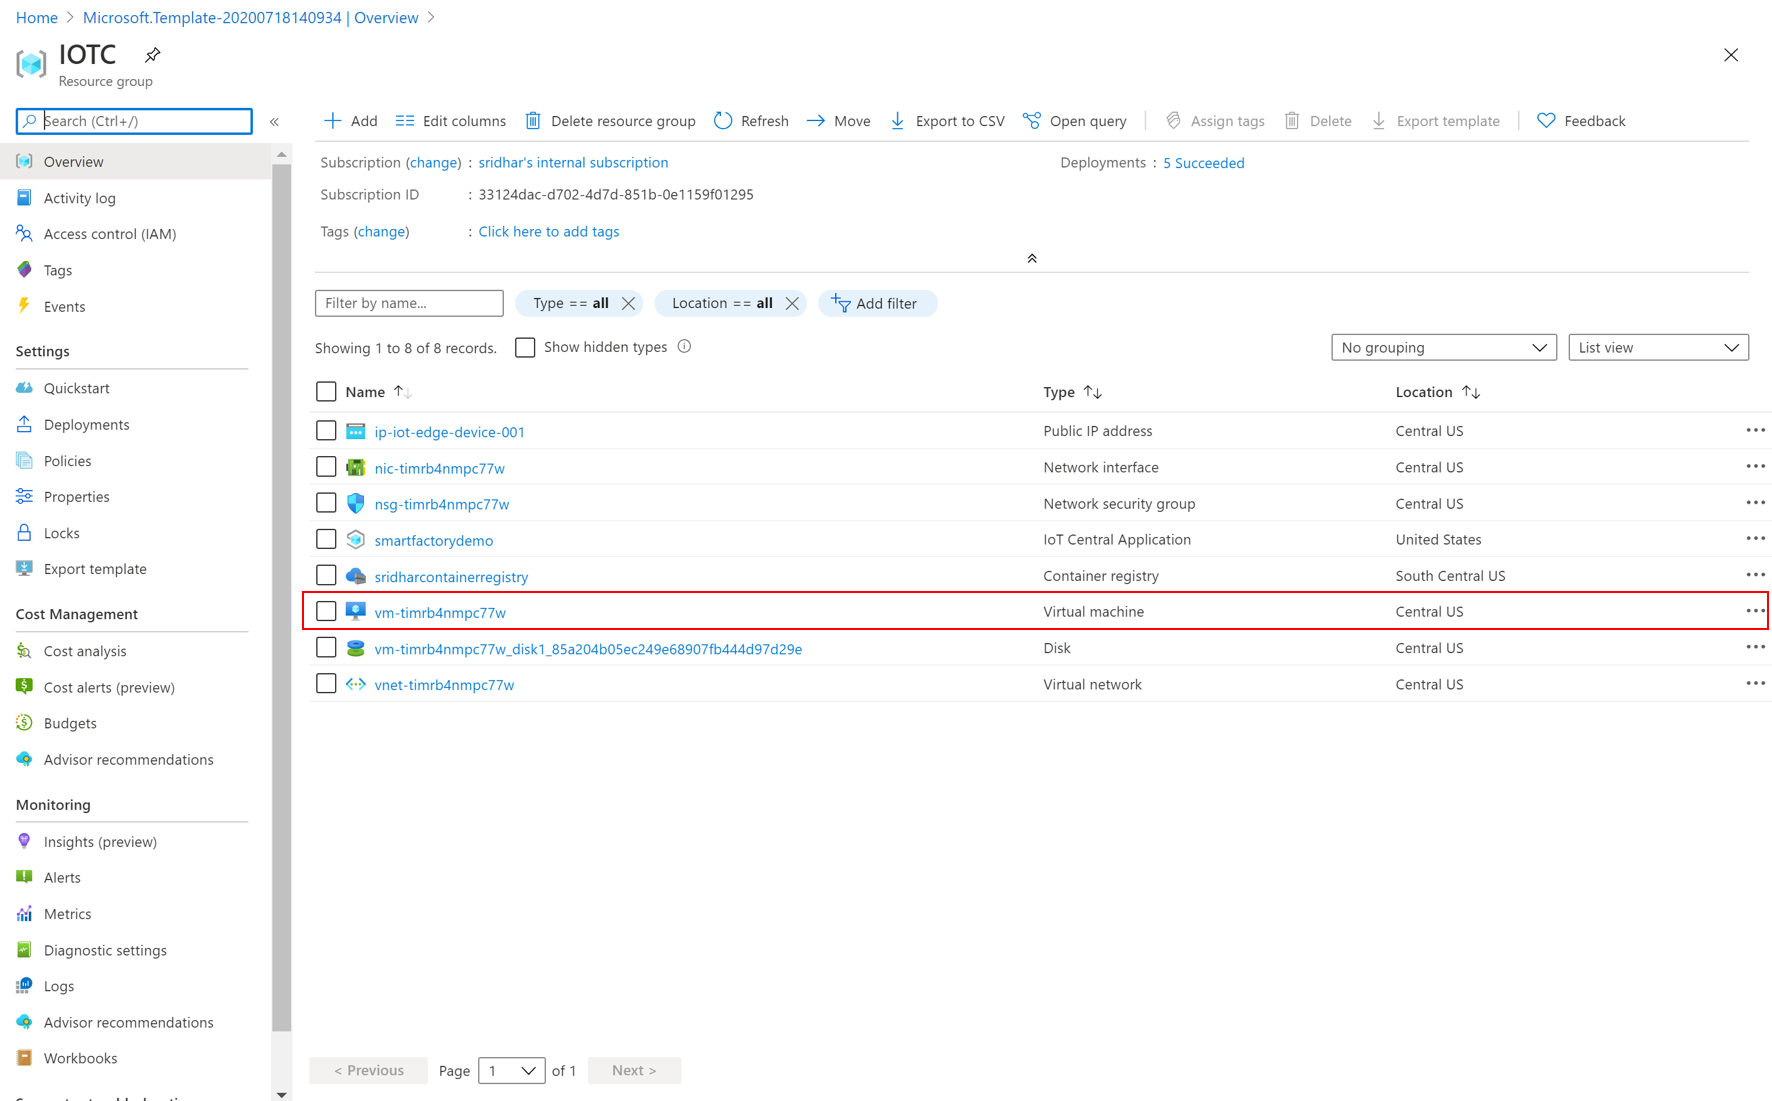 Home > Microsoft.Template-20200718140934 | Overview >
IOTC
Resource group
Search (Ctrl+/)
«
Add
Edit columns
Delete resource group
Refresh
Move
Export to CSV
Open query
Assign tags
Delete
Export template
Feedback
Overview
Activity log
Access control (IAM)
Tags
Events
Settings
Quickstart
Deployments
Policies
Properties
Locks
Export template
Cost Management
Cost analysis
Cost alerts (preview)
Budgets
Advisor recommendations
Monitoring
Insights (preview)
Alerts
Metrics
Diagnostic settings
Logs
Advisor recommendations
Workbooks
Subscription (change) : sridhar's internal subscription
Deployments : 5 Succeeded
Subscription ID : 33124dac-d702-4d7d-851b-0e1159f01295
Tags (change) : Click here to add tags
Filter by name...
Type == all
Location == all
Add filter
Showing 1 to 8 of 8 records.
Show hidden types
No grouping
List view
Name Type Location
ip-iot-edge-device-001 Public IP address Central US
nic-timrb4nmpc77w Network interface Central US
nsg-timrb4nmpc77w Network security group Central US
smartfactorydemo IoT Central Application United States
sridharcontainerregistry Container registry South Central US
vm-timrb4nmpc77w Virtual machine Central US
vm-timrb4nmpc77w_disk1_85a204b05ec249e68907fb444d97d29e Disk Central US
vnet-timrb4nmpc77w Virtual network Central US
< Previous Page 1 of 1 Next >